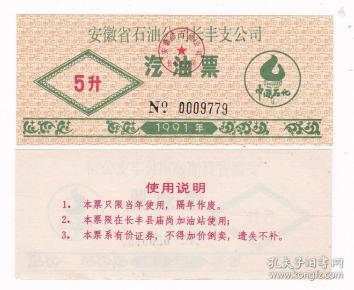 安徽省石油公司长丰支公司
汽油票
5升
中国石化
№ 0009779
1991年
使用说明
1. 本票只限当年使用，隔年作废。
2. 本票限在长丰县庙岗加油站使用；
3. 本票系有价证券，不得加价倒卖，遗失不补。
孔夫子旧书网